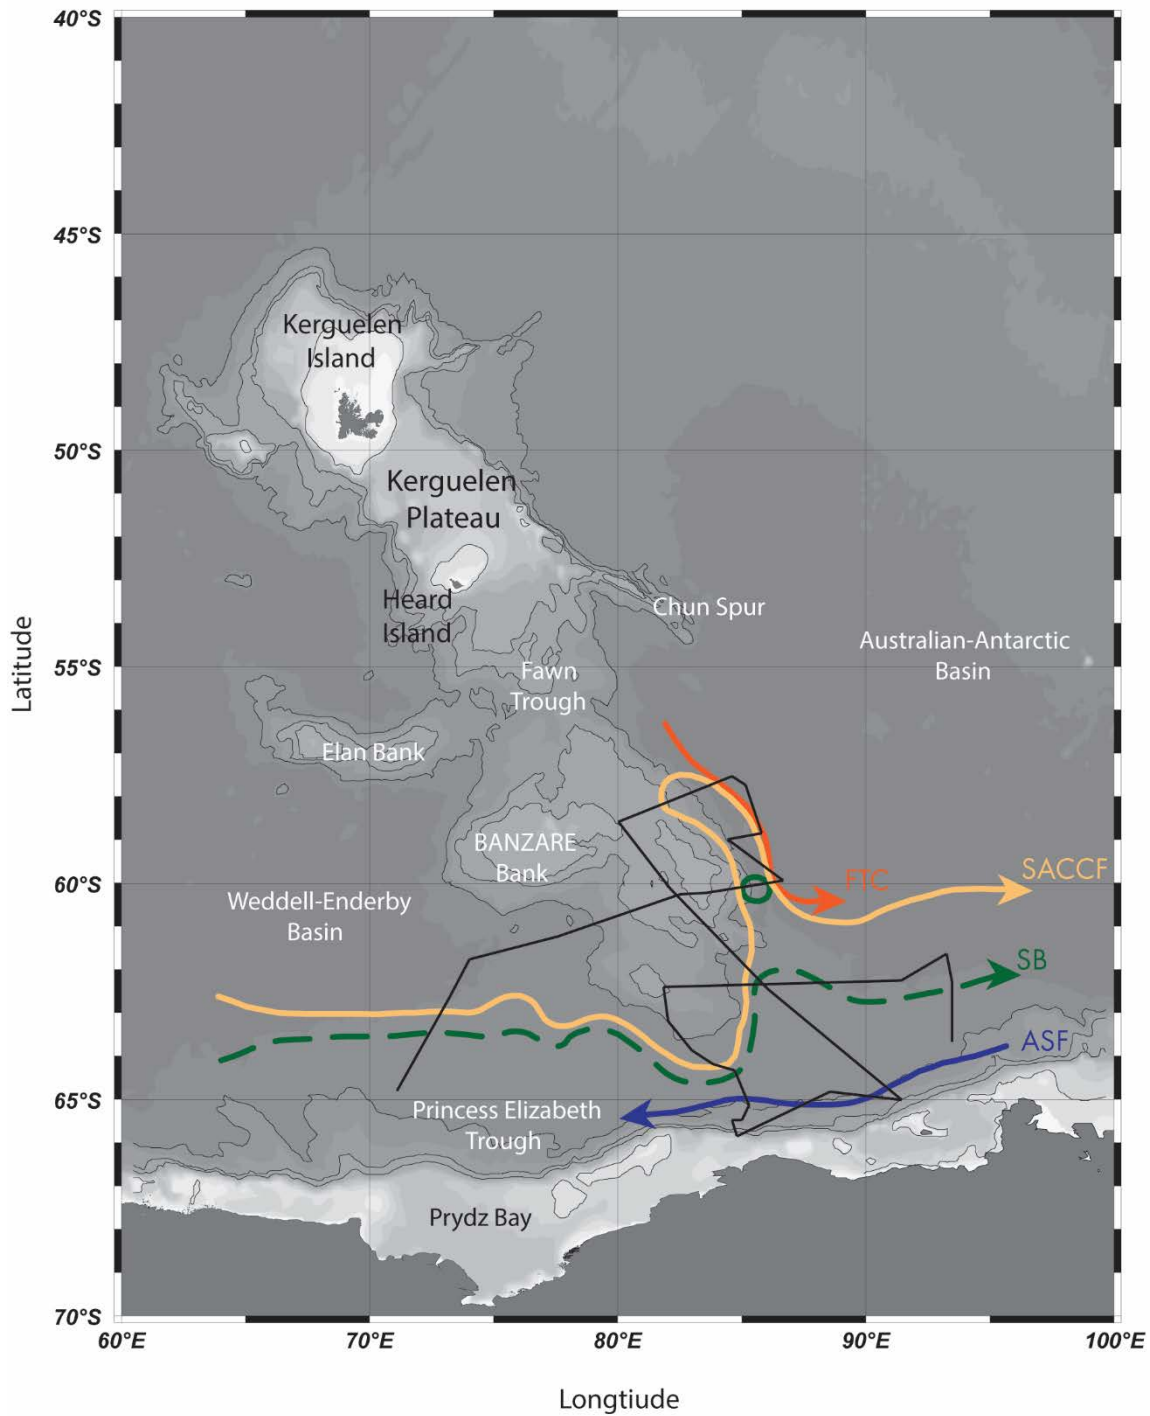 40°S
45°S
Kerguelen
Island
50°S
Kerguelen
Plateau
Heard
Island
Chun Spur
Latitude
55°S
Fawn
Trough
Australian-Antarctic
Basin
Elan Bank
BANZARE
Bank
60°S
FTC
SACCF
Weddell-Enderby
Basin
SB
ASF
65°S
Princess Elizabeth
Trough
Prydz Bay
70°S
60°E
70°E
80°E
90°E
100°E
Longtiude